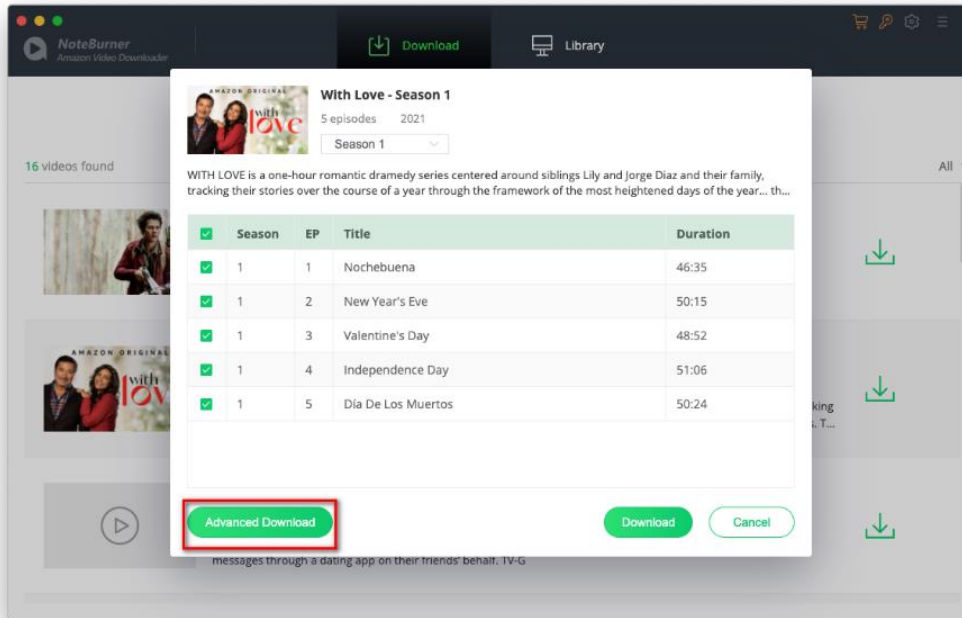 NoteBurner
Amazon Video Downloader
Download
Library
16 videos found
All
AMAZON ORIGINAL
with
love
With Love - Season 1
5 episodes 2021
Season 1
WITH LOVE is a one-hour romantic dramedy series centered around siblings Lily and Jorge Diaz and their family,
tracking their stories over the course of a year through the framework of the most heightened days of the year... th...
Season EP Title Duration
1 1 Nochebuena 46:35
1 2 New Year's Eve 50:15
1 3 Valentine's Day 48:52
1 4 Independence Day 51:06
1 5 Día De Los Muertos 50:24
AMAZON ORIGINAL
with
lov
king
s. T...
Advanced Download
Download
Cancel
messages through a dating app on their friends' behalf. TV-G